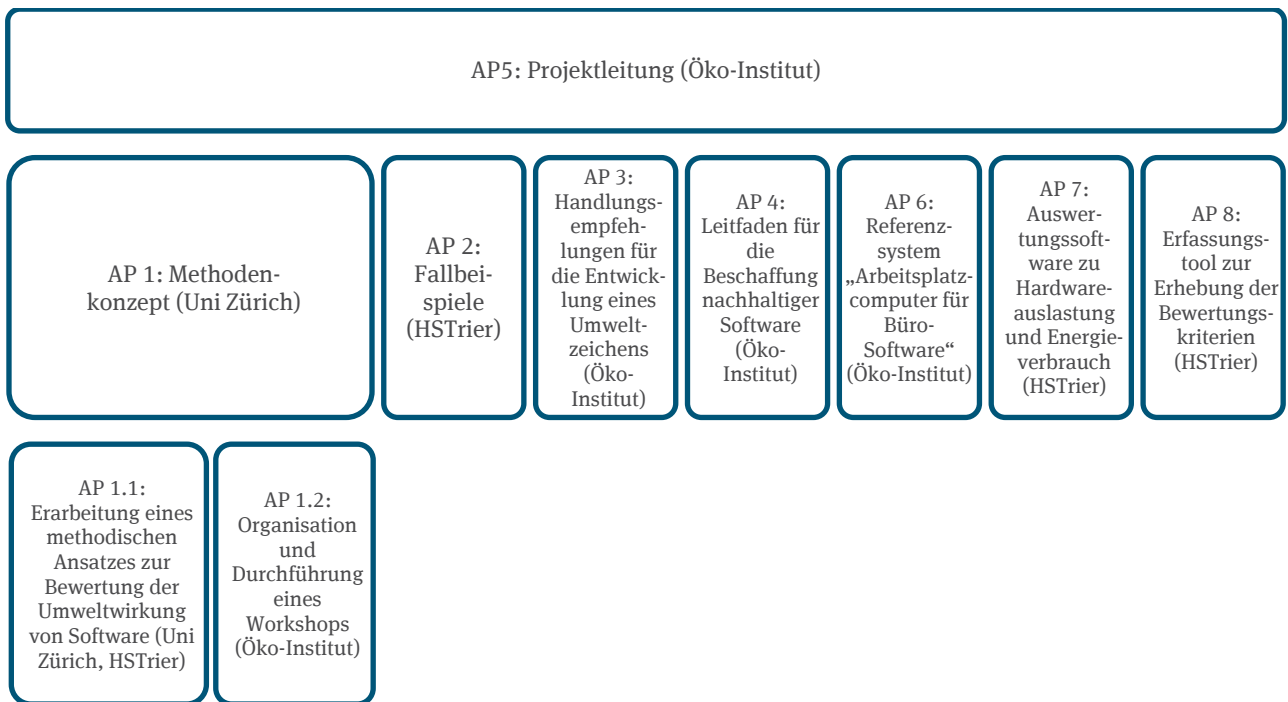 AP5: Projektleitung (Öko-Institut)
AP 1: Methoden-
konzept (Uni Zürich)
AP 2:
Fallbei-
spiele
(HSTrier)
AP 3:
Handlungs-
empfeh-
lungen für
die Entwick-
lung eines
Umwelt-
zeichens
(Öko-
Institut)
AP 4:
Leitfaden für
die
Beschaffung
nachhaltiger
Software
(Öko-
Institut)
AP 6:
Referenz-
system
„Arbeitsplatz-
computer für
Büro-
Software“
(Öko-Institut)
AP 7:
Auswer-
tungssoft-
ware zu
Hardware-
auslastung
und Energie-
verbrauch
(HSTrier)
AP 8:
Erfassungs-
tool zur
Erhebung der
Bewertungs-
kriterien
(HSTrier)
AP 1.1:
Erarbeitung eines
methodischen
Ansatzes zur
Bewertung der
Umweltwirkung
von Software (Uni
Zürich, HSTrier)
AP 1.2:
Organisation
und
Durchführung
eines
Workshops
(Öko-Institut)